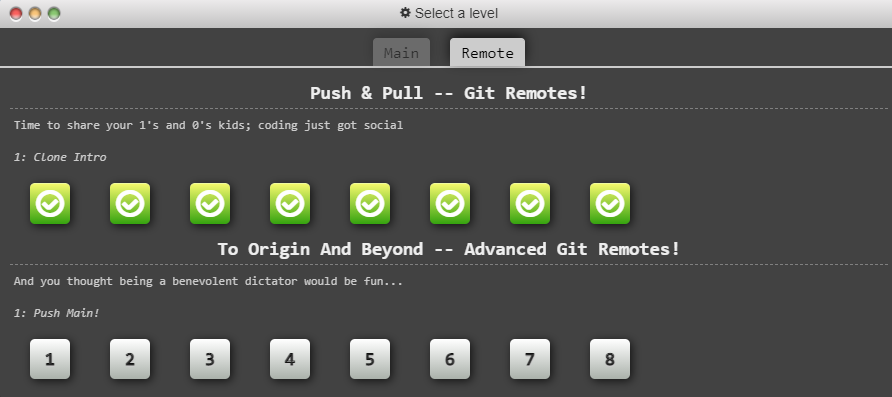 Select a level
Main
Remote
Push & Pull -- Git Remotes!
Time to share your 1's and 0's kids; coding just got social
1: Clone Intro
To Origin And Beyond -- Advanced Git Remotes!
And you thought being a benevolent dictator would be fun...
1: Push Main!
1 2 3 4 5 6 7 8